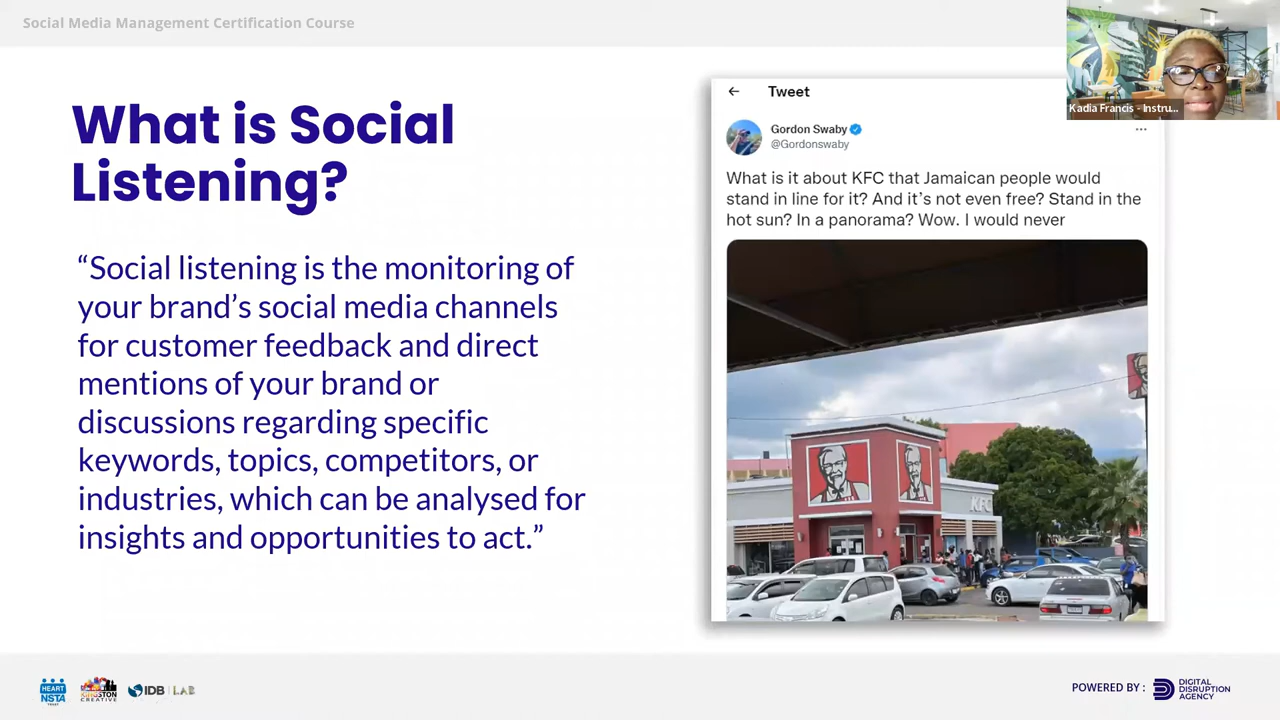 Social Media Management Certification Course
What is Social
Listening?
“Social listening is the monitoring of
your brand’s social media channels
for customer feedback and direct
mentions of your brand or
discussions regarding specific
keywords, topics, competitors, or
industries, which can be analysed for
insights and opportunities to act.”
Tweet
Gordon Swaby
@Gordonswaby
What is it about KFC that Jamaican people would
stand in line for it? And it’s not even free? Stand in the
hot sun? In a panorama? Wow. I would never
KFC
Kadia Francis - Instru...
HEART
NSTA
TRUST
KINGSTON
CREATIVE
IDB | LAB
POWERED BY :
DIGITAL
DISRUPTION
AGENCY